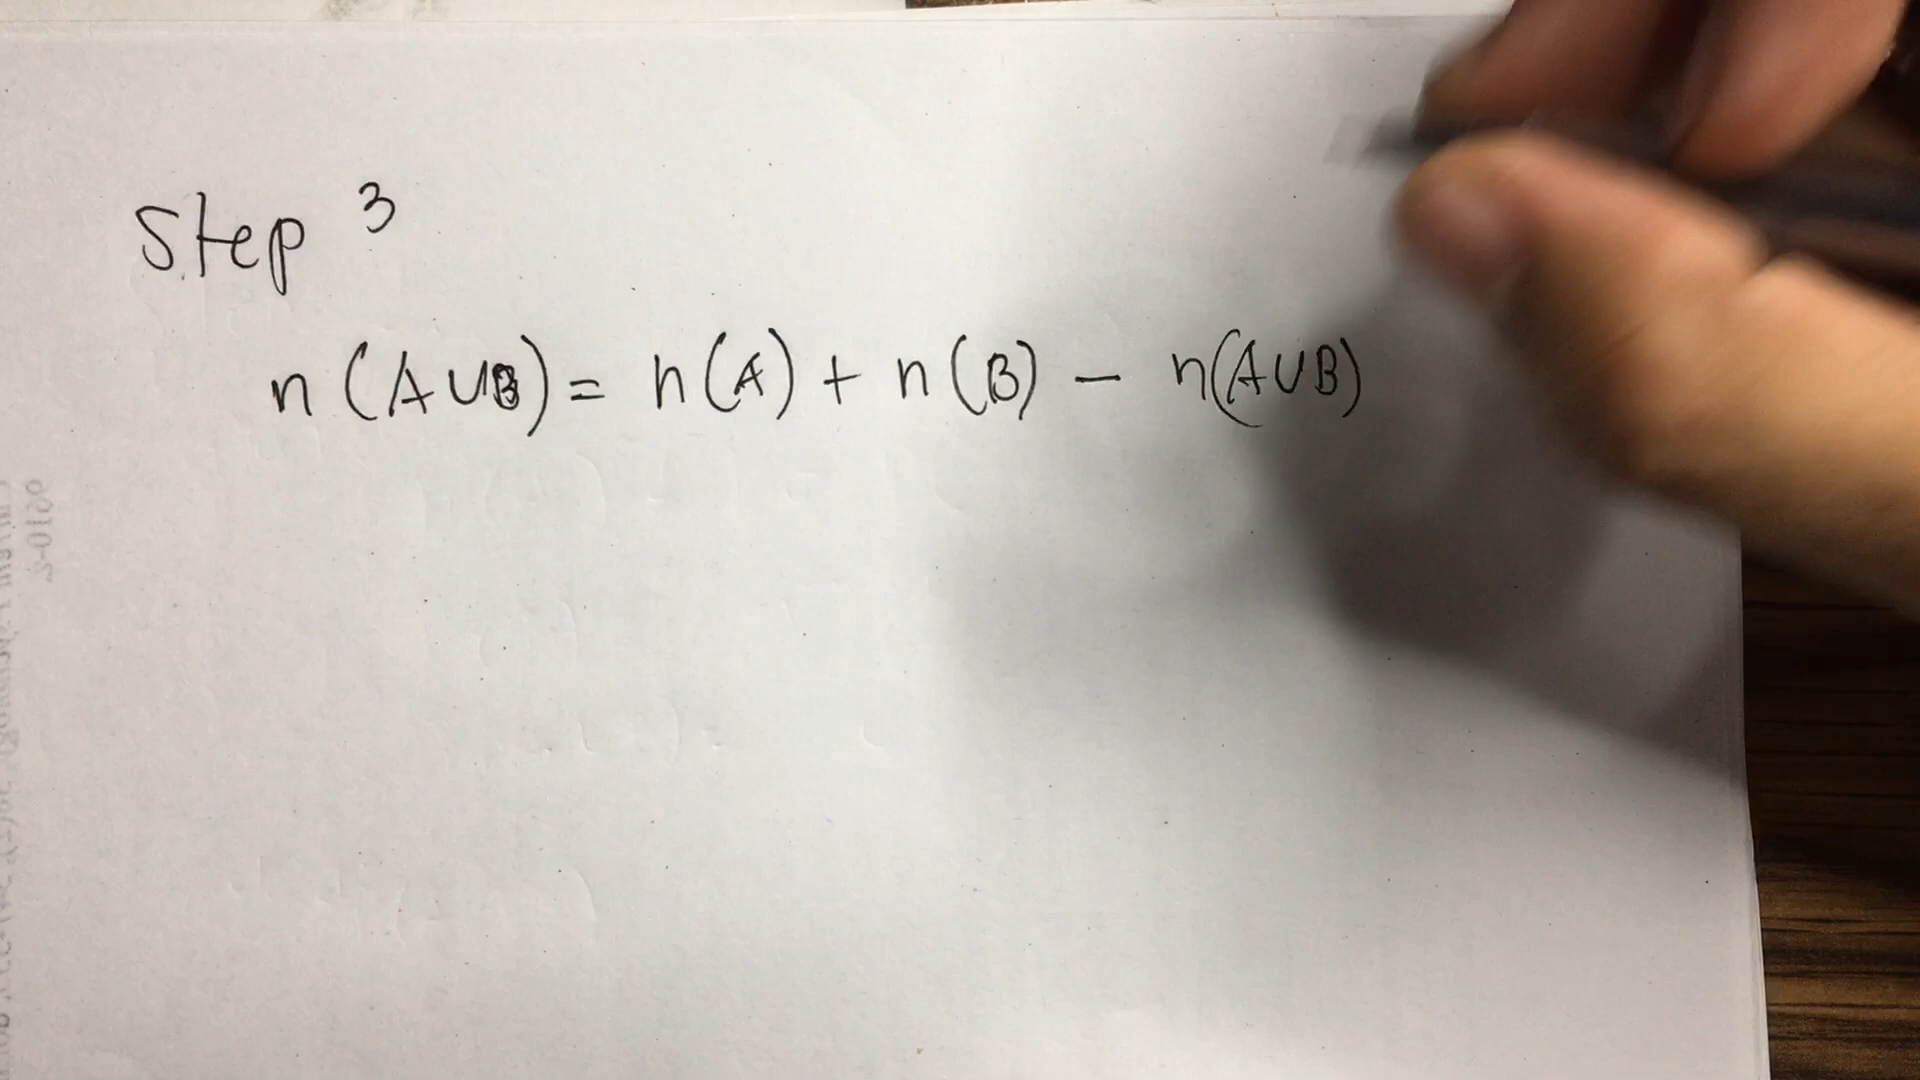 Step 3
n(A∪B) = n(A) + n(B) - n(A∪B)